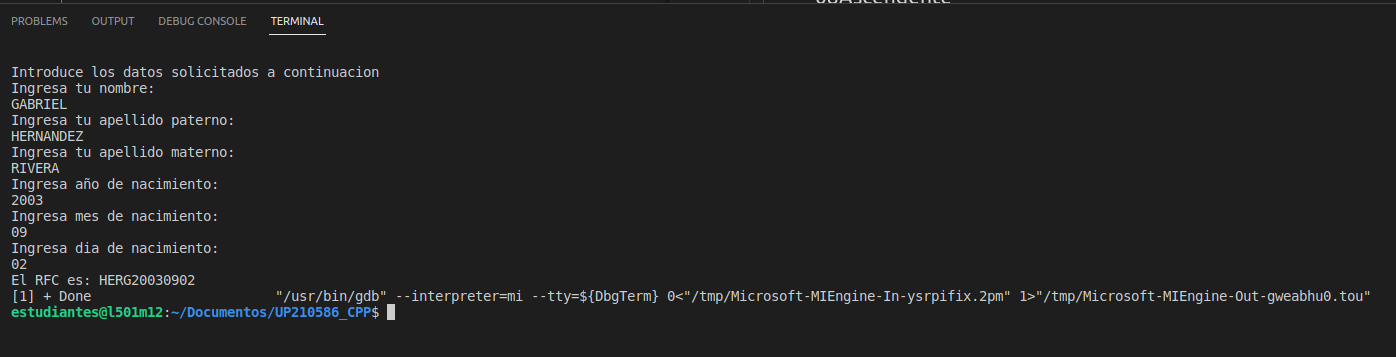 PROBLEMS OUTPUT DEBUG CONSOLE TERMINAL
Introduce los datos solicitados a continuacion
Ingresa tu nombre:
GABRIEL
Ingresa tu apellido paterno:
HERNANDEZ
Ingresa tu apellido materno:
RIVERA
Ingresa año de nacimiento:
2003
Ingresa mes de nacimiento:
09
Ingresa dia de nacimiento:
02
El RFC es: HERG20030902
[1] + Done "/usr/bin/gdb" --interpreter=mi --tty=${DbgTerm} 0<"/tmp/Microsoft-MIEngine-In-ysrpifix.2pm" 1>"/tmp/Microsoft-MIEngine-Out-gweabhu0.tou"
estudiantes@l501m12:~/Documentos/UP210586_CPP$